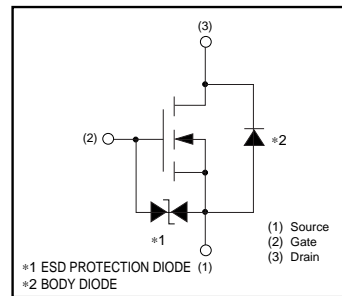 (3)
(2)
∗2
∗1
(1) Source
(2) Gate
(3) Drain
∗1 ESD PROTECTION DIODE (1)
∗2 BODY DIODE